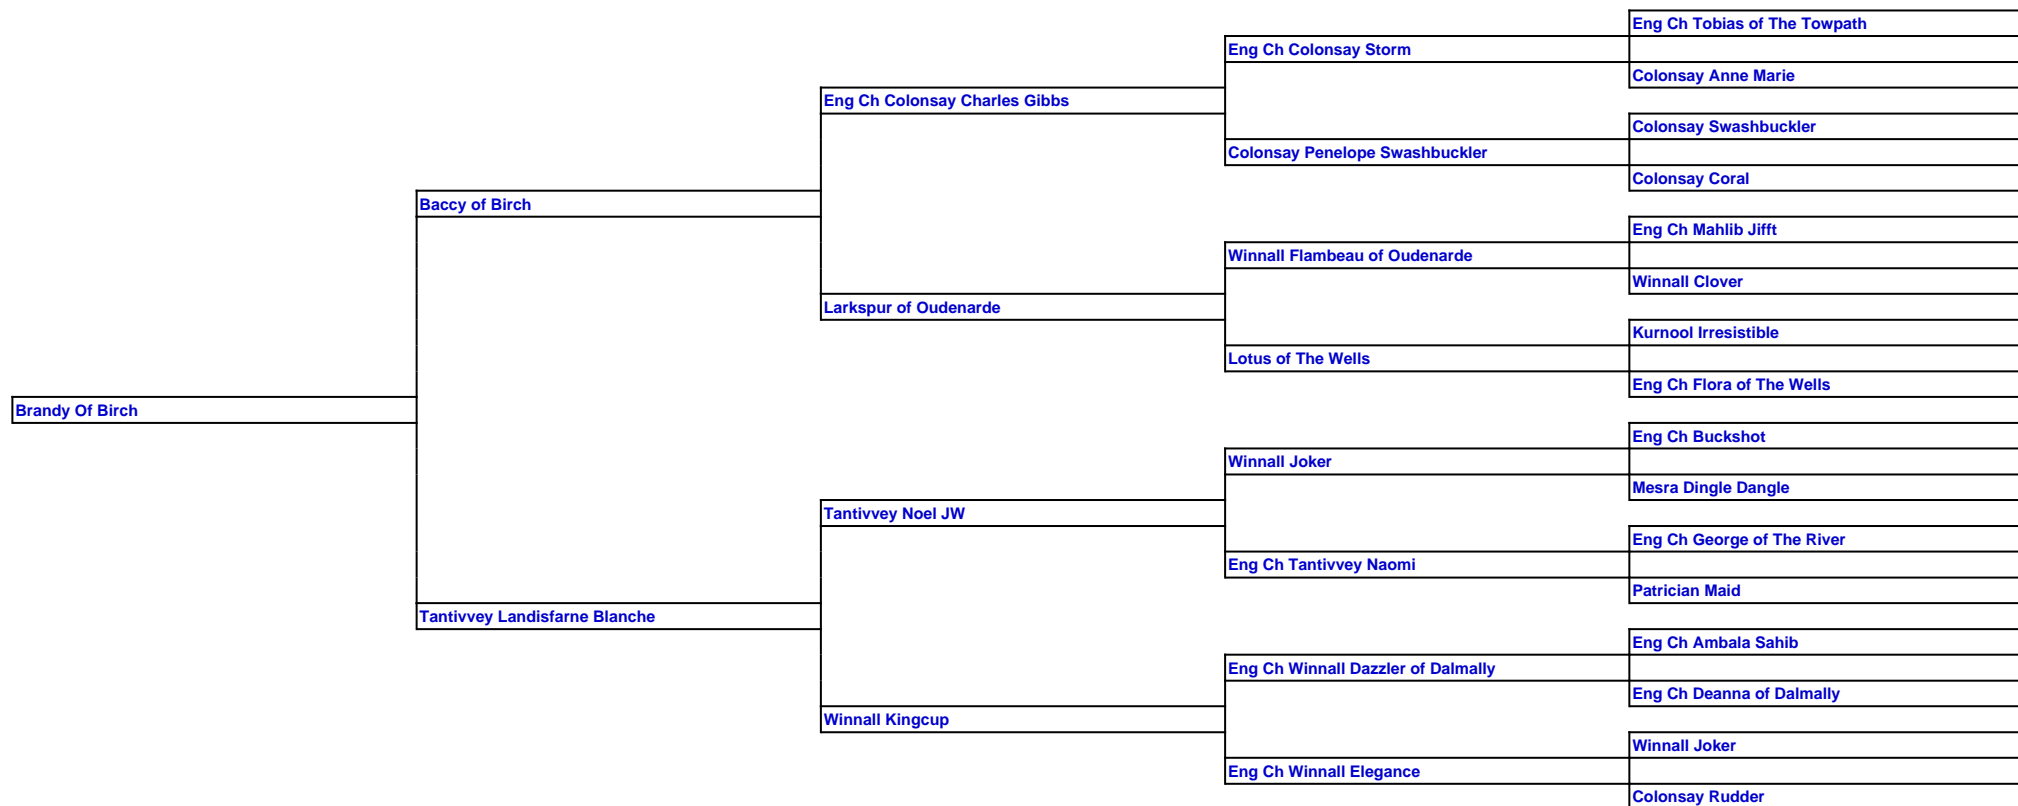 Eng Ch Tobias of The Towpath
Eng Ch Colonsay Storm
Colonsay Anne Marie
Eng Ch Colonsay Charles Gibbs
Colonsay Swashbuckler
Colonsay Penelope Swashbuckler
Colonsay Coral
Baccy of Birch
Eng Ch Mahlib Jifft
Winnall Flambeau of Oudenarde
Winnall Clover
Larkspur of Oudenarde
Kurnool Irresistible
Lotus of The Wells
Eng Ch Flora of The Wells
Brandy Of Birch
Eng Ch Buckshot
Winnall Joker
Mesra Dingle Dangle
Tantivvey Noel JW
Eng Ch George of The River
Eng Ch Tantivvey Naomi
Patrician Maid
Tantivvey Landisfarne Blanche
Eng Ch Ambala Sahib
Eng Ch Winnall Dazzler of Dalmally
Eng Ch Deanna of Dalmally
Winnall Kingcup
Winnall Joker
Eng Ch Winnall Elegance
Colonsay Rudder